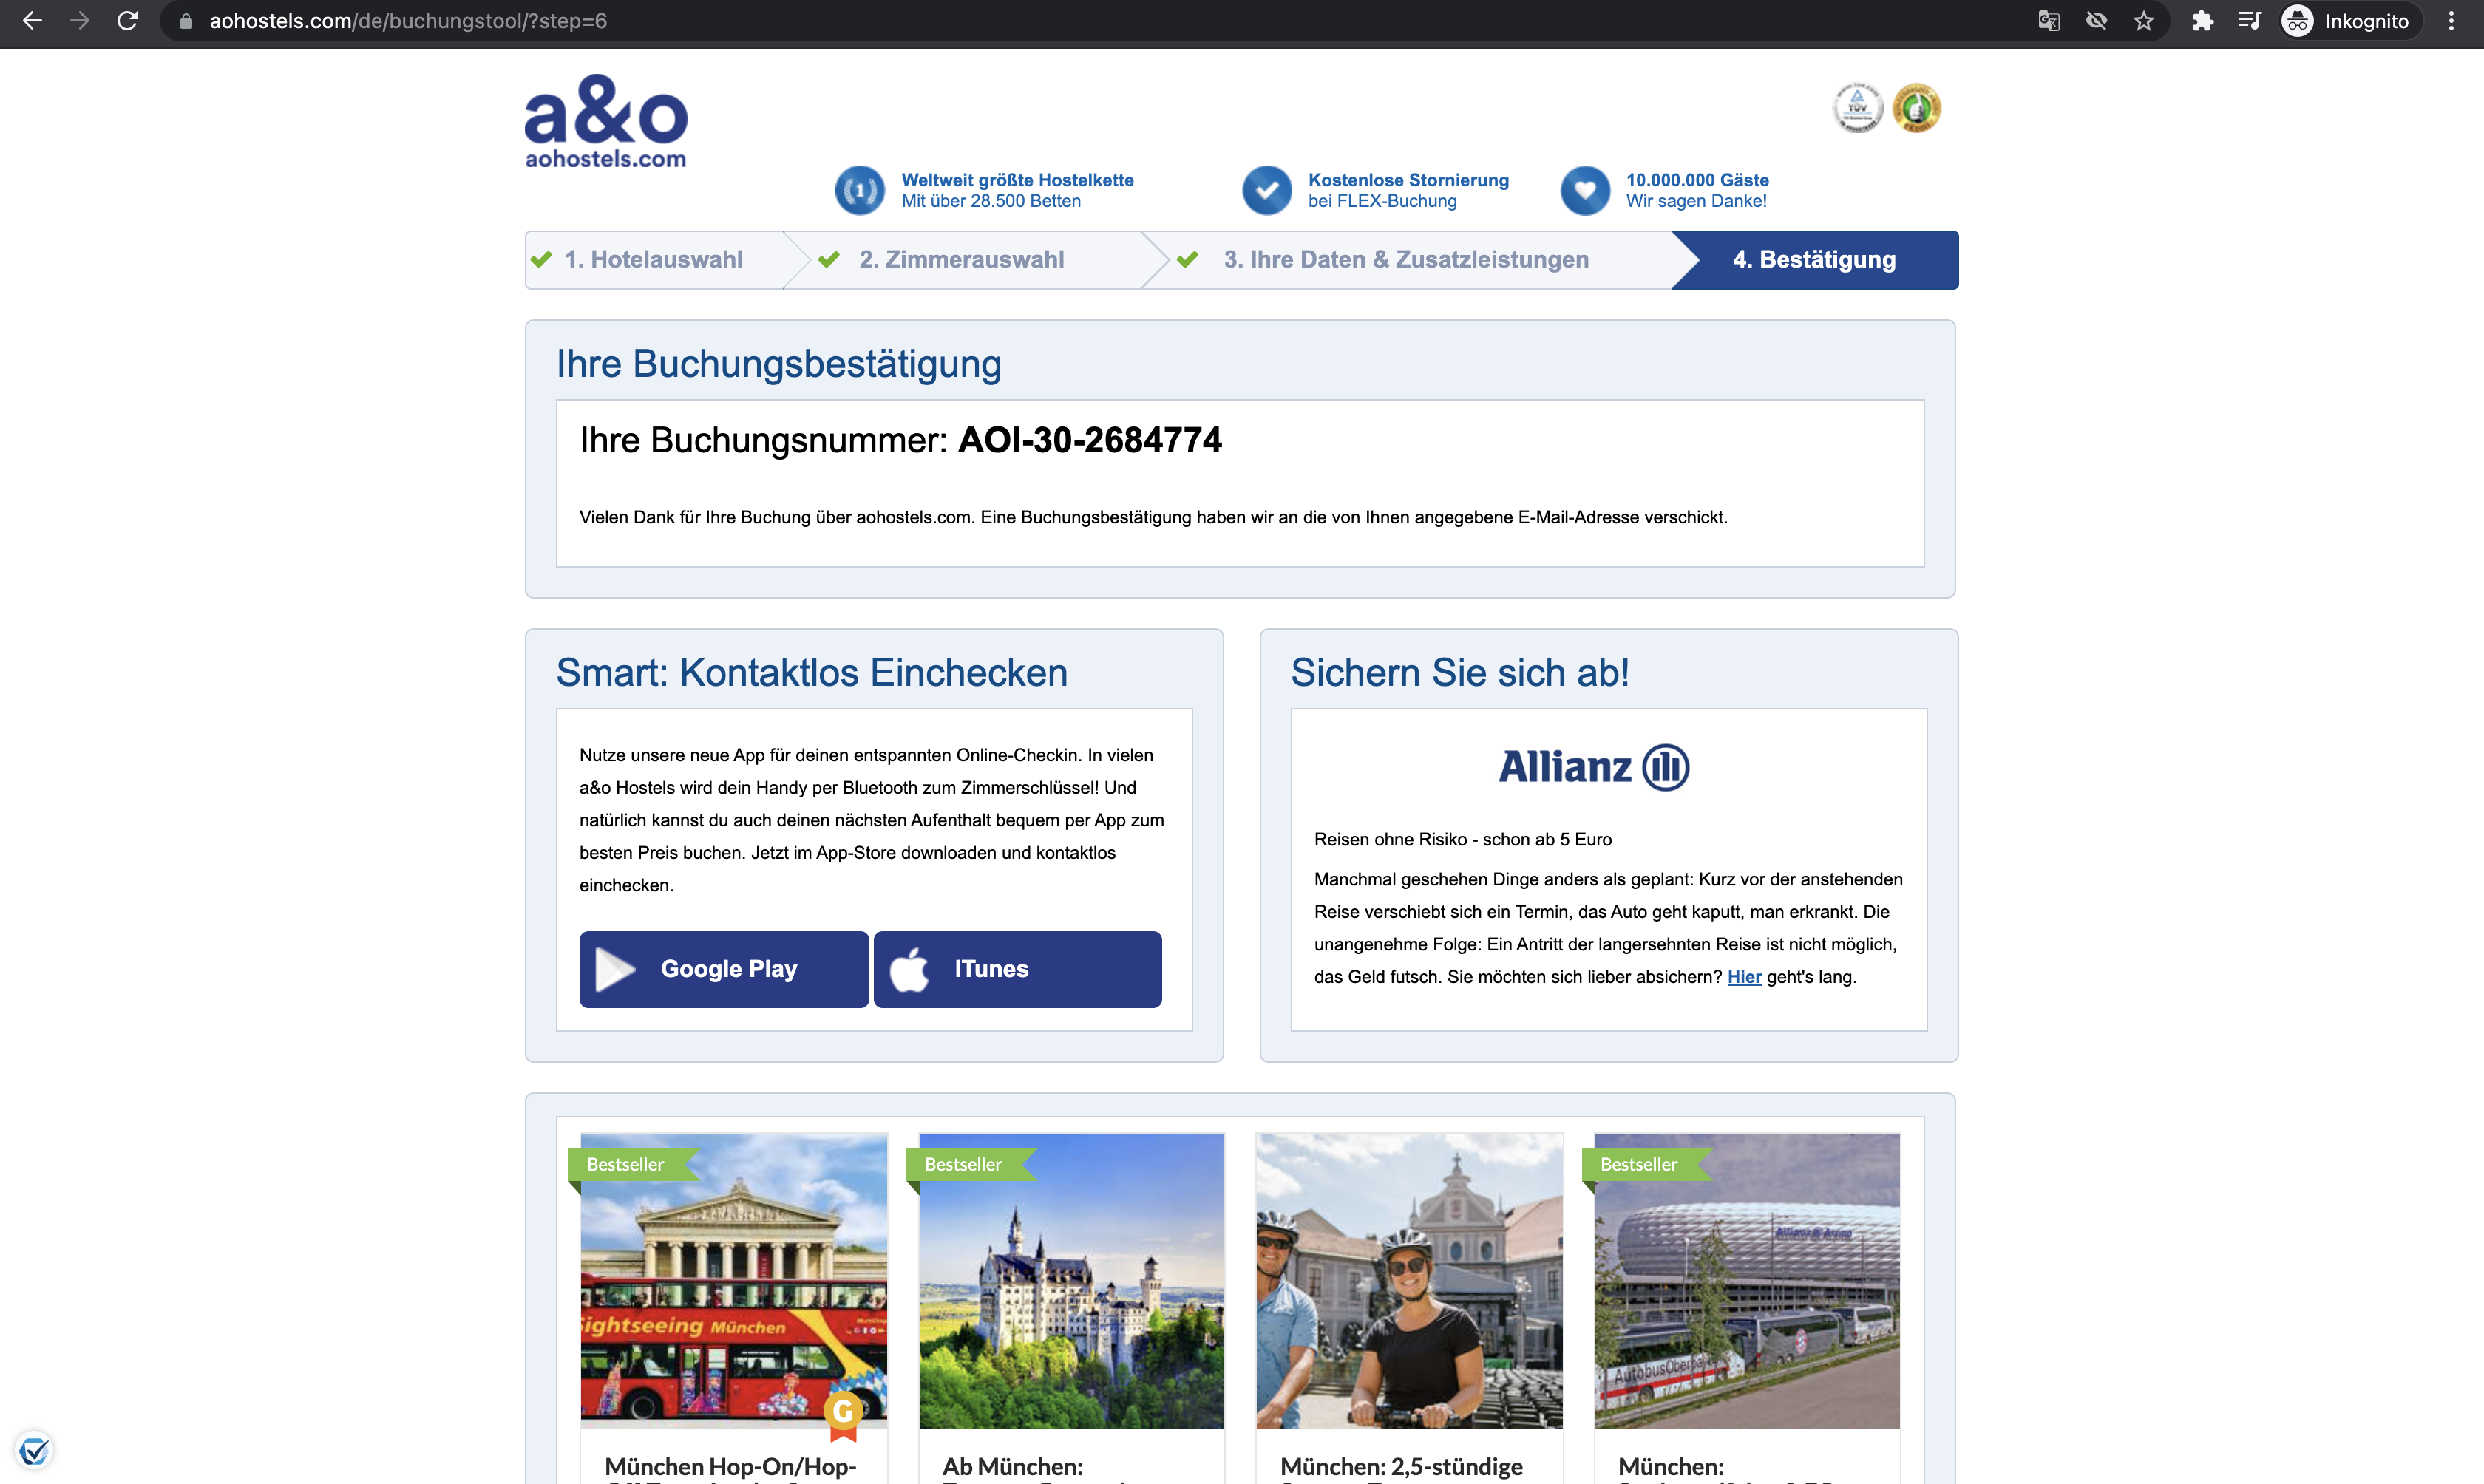 aohostels.com/de/buchungstool/?step=6
Inkognito
a&o
aohostels.com
TÜV
1
Weltweit größte Hostelkette
Mit über 28.500 Betten
Kostenlose Stornierung
bei FLEX-Buchung
10.000.000 Gäste
Wir sagen Danke!
1. Hotelauswahl
2. Zimmerauswahl
3. Ihre Daten & Zusatzleistungen
4. Bestätigung
Ihre Buchungsbestätigung
Ihre Buchungsnummer: AOI-30-2684774
Vielen Dank für Ihre Buchung über aohostels.com. Eine Buchungsbestätigung haben wir an die von Ihnen angegebene E-Mail-Adresse verschickt.
Smart: Kontaktlos Einchecken
Nutze unsere neue App für deinen entspannten Online-Checkin. In vielen
a&o Hostels wird dein Handy per Bluetooth zum Zimmerschlüssel! Und
natürlich kannst du auch deinen nächsten Aufenthalt bequem per App zum
besten Preis buchen. Jetzt im App-Store downloaden und kontaktlos
einchecken.
Google Play
ITunes
Sichern Sie sich ab!
Allianz
Reisen ohne Risiko - schon ab 5 Euro
Manchmal geschehen Dinge anders als geplant: Kurz vor der anstehenden
Reise verschiebt sich ein Termin, das Auto geht kaputt, man erkrankt. Die
unangenehme Folge: Ein Antritt der langersehnten Reise ist nicht möglich,
das Geld futsch. Sie möchten sich lieber absichern? Hier geht's lang.
Bestseller
Sightseeing München
G
München Hop-On/Hop-
Bestseller
Ab München:
München: 2,5-stündige
Bestseller
Allianz Arena
München: